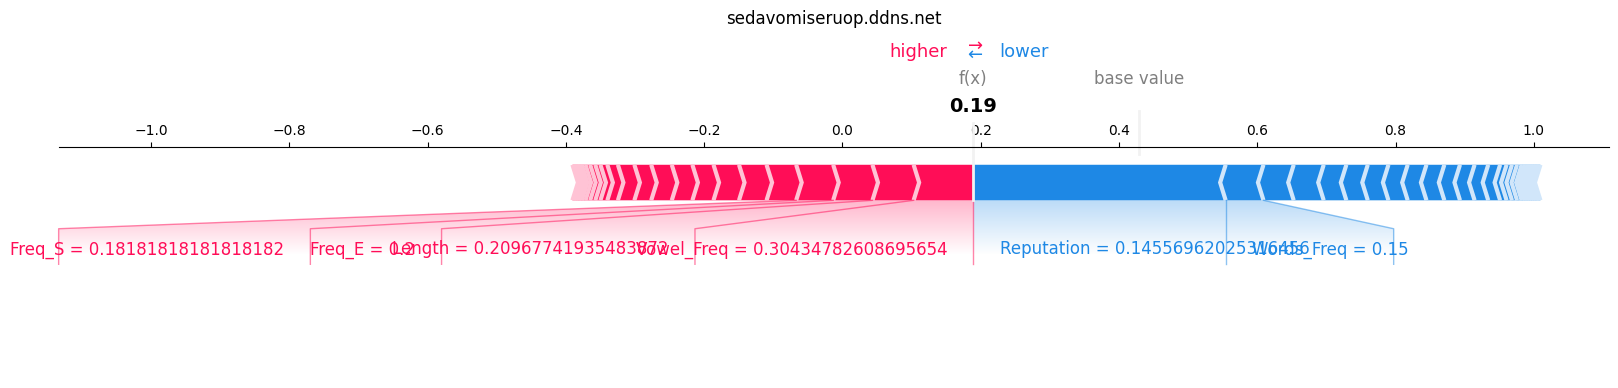 sedavomiseruop.ddns.net
higher ⇄ lower
f(x) base value
0.19
−1.0 −0.8 −0.6 −0.4 −0.2 0.0 0.2 0.4 0.6 0.8 1.0
Freq_S = 0.18181818181818182 Freq_E = 0.2 Length = 0.20967741935483872 Vowel_Freq = 0.30434782608695654 Reputation = 0.14556962025316456 Words_Freq = 0.15